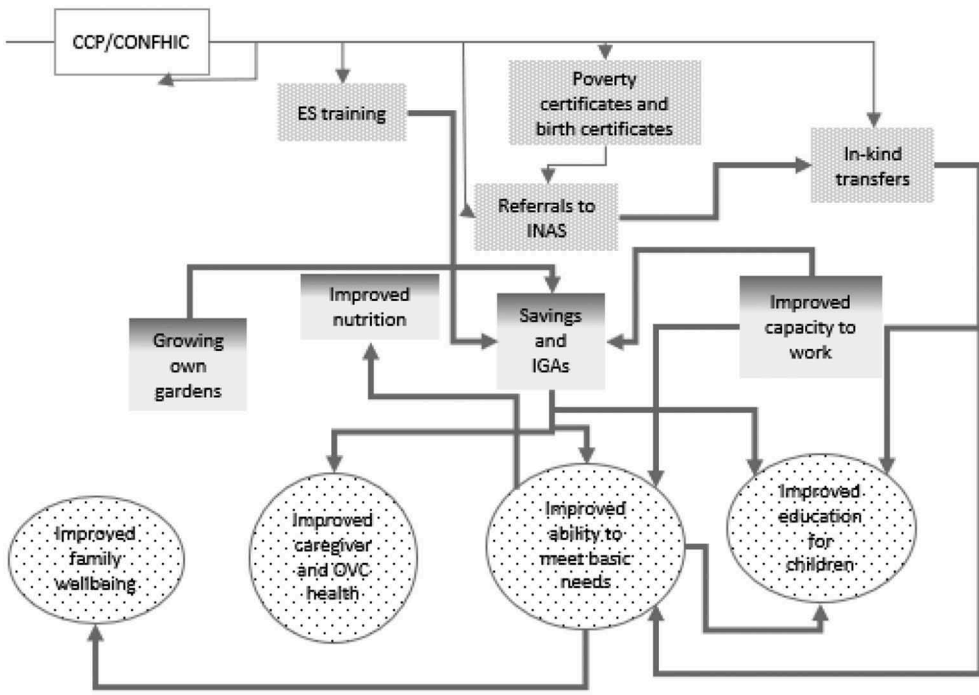 CCP/CONFHIC
ES training
Poverty
certificates and
birth certificates
In-kind
transfers
Referrals to
INAS
Improved
nutrition
Savings
and
IGAs
Improved
capacity to
work
Growing
own
gardens
Improved
family
wellbeing
Improved
caregiver
and OVC
health
Improved
ability to
meet basic
needs
Improved
education
for
children